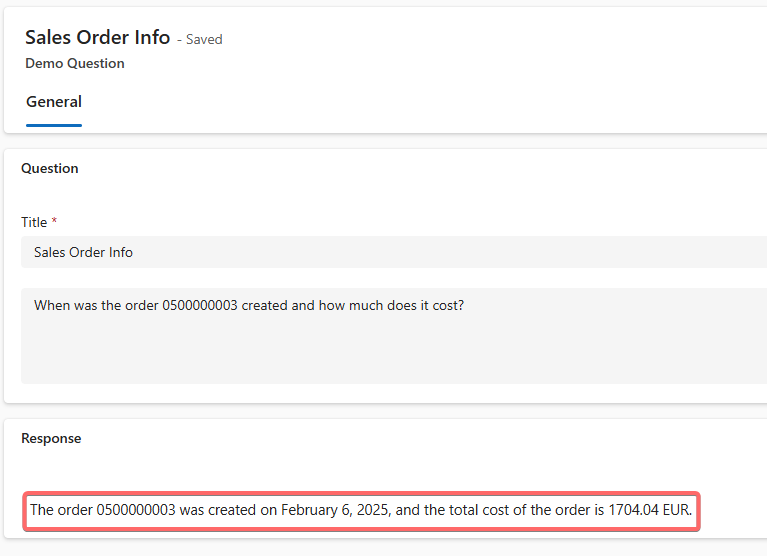 Sales Order Info - Saved
Demo Question
General
Question
Title *
Sales Order Info
When was the order 0500000003 created and how much does it cost?
Response
The order 0500000003 was created on February 6, 2025, and the total cost of the order is 1704.04 EUR.